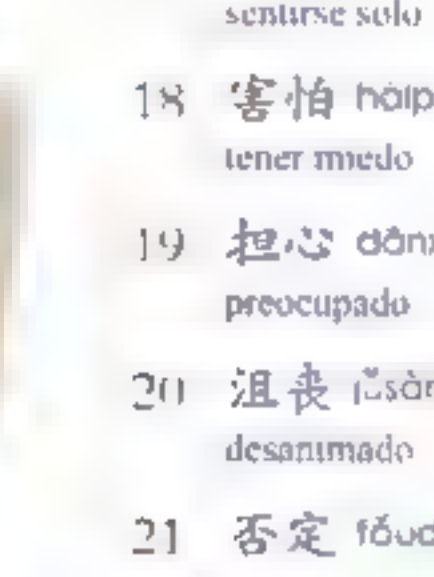 sentirse solo
18 害怕
tener miedo
19 担心
preocupado
20 沮丧
desanimado
21 否定